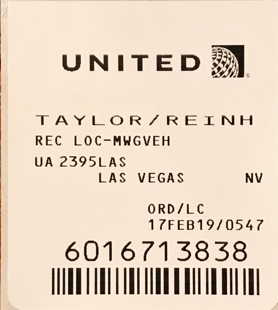 UNITED
TAYLOR/REINH
REC LOC-MWGVEH
UA 2395LAS
LAS VEGAS NV
ORD/LC
17FEB19/0547
6016713838